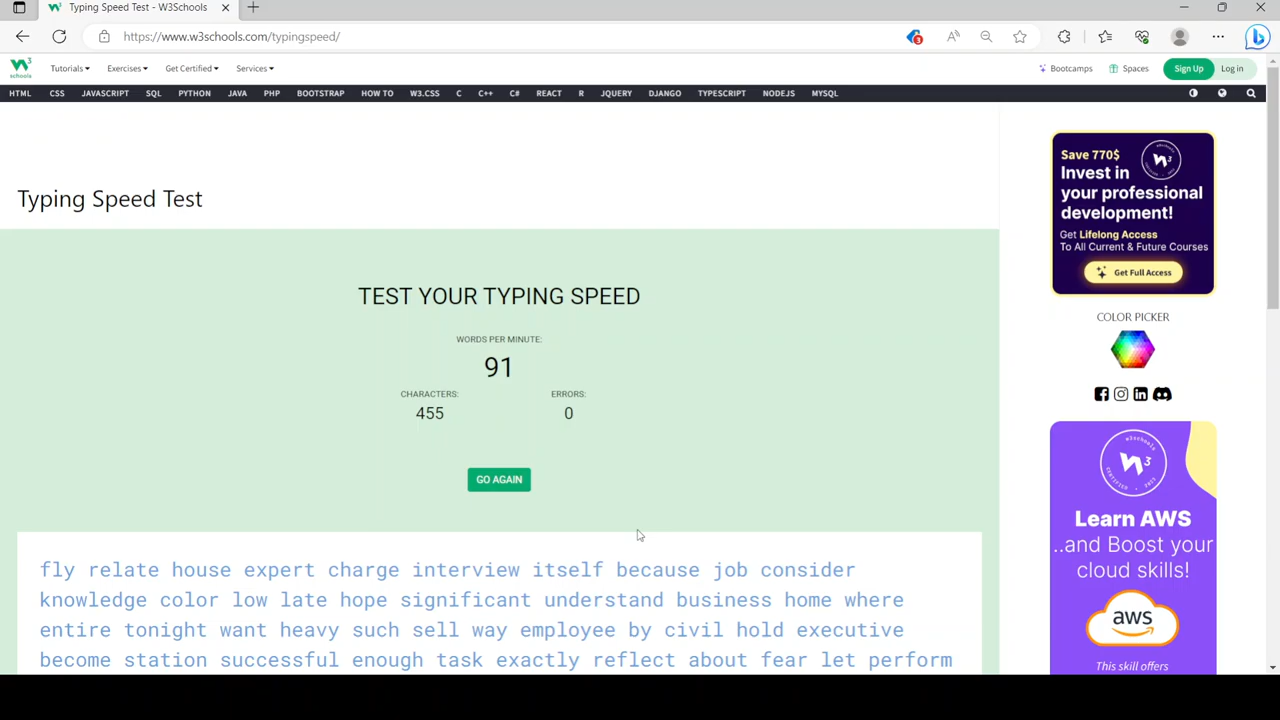 Typing Speed Test - W3Schools
https://www.w3schools.com/typingspeed/
3
W3 schools
Tutorials Exercises Get Certified Services Bootcamps Spaces Sign Up Log in
HTML CSS JAVASCRIPT SQL PYTHON JAVA PHP BOOTSTRAP HOW TO W3.CSS C C++ C# REACT R JQUERY DJANGO TYPESCRIPT NODEJS MYSQL
Typing Speed Test
TEST YOUR TYPING SPEED
WORDS PER MINUTE:
91
CHARACTERS: ERRORS:
455 0
GO AGAIN
fly relate house expert charge interview itself because job consider
knowledge color low late hope significant understand business home where
entire tonight want heavy such sell way employee by civil hold executive
become station successful enough task exactly reflect about fear let perform
Save 770$
Invest in
your professional
development!
Get Lifelong Access
To All Current & Future Courses
Get Full Access
COLOR PICKER
Learn AWS
..and Boost your
cloud skills!
aws
This skill offers